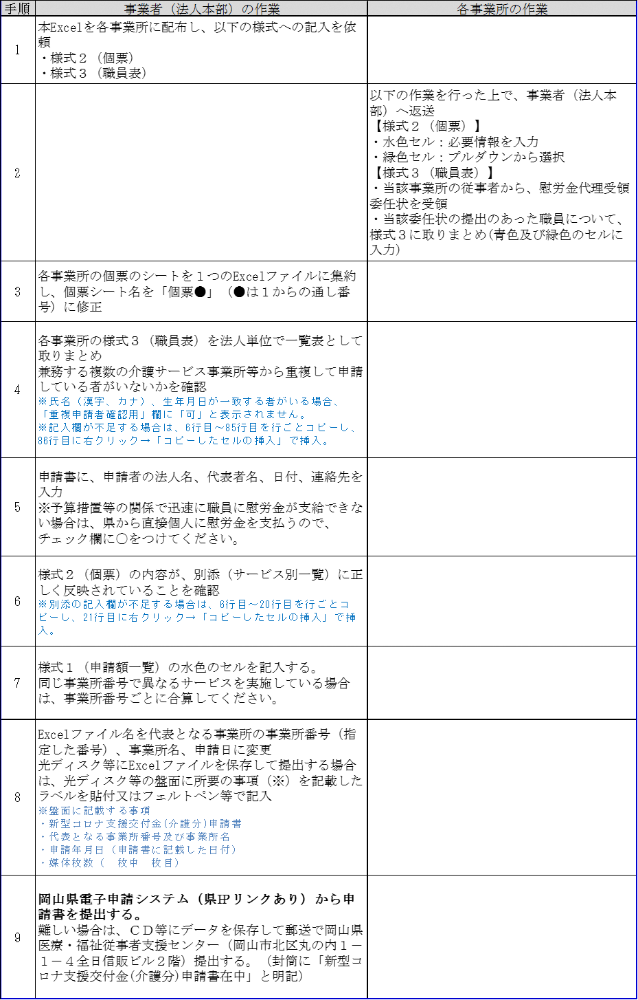 手順 事業者（法人本部）の作業 各事業所の作業
1
本Excelを各事業所に配布し、以下の様式への記入を依
頼
・様式２（個票）
・様式３（職員表）
2
以下の作業を行った上で、事業者（法人本
部）へ返送
【様式２（個票）】
・水色セル：必要情報を入力
・緑色セル：プルダウンから選択
【様式３（職員表）】
・当該事業所の従事者から、慰労金代理受領
委任状を受領
・当該委任状の提出のあった職員について、
様式３に取りまとめ(青色及び緑色のセルに
入力)
3
各事業所の個票のシートを１つのExcelファイルに集約
し、個票シート名を「個票●」（●は１からの通し番
号）に修正
4
各事業所の様式３（職員表）を法人単位で一覧表として
取りまとめ
兼務する複数の介護サービス事業所等から重複して申請
している者がいないかを確認
※氏名（漢字、カナ）、生年月日が一致する者がいる場合、
「重複申請者確認用」欄に「可」と表示されません。
※記入欄が不足する場合は、6行目～85行目を行ごとコピーし、
86行目に右クリック→「コピーしたセルの挿入」で挿入。
5
申請書に、申請者の法人名、代表者名、日付、連絡先を
入力
※予算措置等の関係で迅速に職員に慰労金が支給できな
い場合は、県から直接個人に慰労金を支払うので、
チェック欄に〇をつけてください。
6
様式２（個票）の内容が、別添（サービス別一覧）に正
しく反映されていることを確認
※別添の記入欄が不足する場合は、6行目～20行目を行ごとコ
ピーし、21行目に右クリック→「コピーしたセルの挿入」で挿
入。
7
様式１（申請額一覧）の水色のセルを記入する。
同じ事業所番号で異なるサービスを実施している場合
は、事業所番号ごとに合算してください。
8
Excelファイル名を代表となる事業所の事業所番号（指
定した番号）、事業所名、申請日に変更
光ディスク等にExcelファイルを保存して提出する場合
は、光ディスク等の盤面に所要の事項（※）を記載した
ラベルを貼付又はフェルトペン等で記入
※盤面に記載する事項
・新型コロナ支援交付金(介護分)申請書
・代表となる事業所番号及び事業所名
・申請年月日（申請書に記載した日付）
・媒体枚数（　枚中　枚目）
9
岡山県電子申請システム（県HPリンクあり）から申
請書を提出する。
難しい場合は、ＣＤ等にデータを保存して郵送で岡山県
医療・福祉従事者支援センター（岡山市北区丸の内１－
１－４全日信販ビル２階）提出する。（封筒に「新型コ
ロナ支援交付金(介護分)申請書在中」と明記）